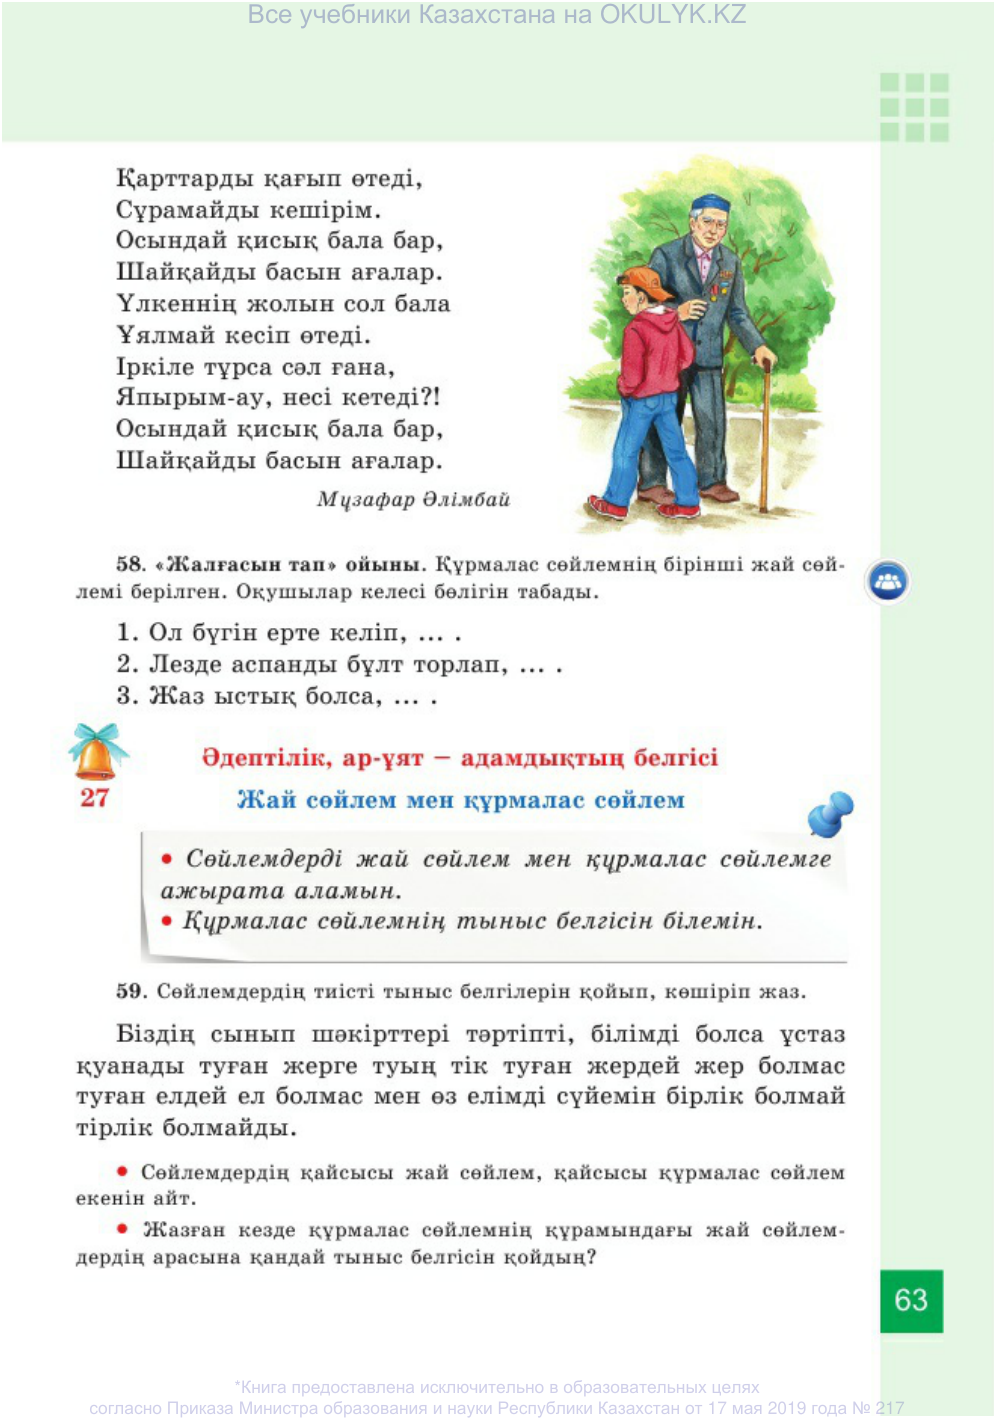 Все учебники Казахстана на OKULYK.KZ
Қарттарды қағып өтеді,
Сұрамайды кешірім.
Осындай қисық бала бар,
Шайқайды басын ағалар.
Үлкеннің жолын сол бала
Ұялмай кесіп өтеді.
Іркіле тұрса сәл ғана,
Япырым-ау, несі кетеді?!
Осындай қисық бала бар,
Шайқайды басын ағалар.
Мұзафар Әлімбай
58. «Жалғасын тап» ойыны. Құрмалас сөйлемнің бірінші жай сөй-
лемі берілген. Оқушылар келесі бөлігін табады.
1. Ол бүгін ерте келіп, ... .
2. Лезде аспанды бұлт торлап, ... .
3. Жаз ыстық болса, ... .
Әдептілік, ар-ұят – адамдықтың белгісі
27
Жай сөйлем мен құрмалас сөйлем
• Сөйлемдерді жай сөйлем мен құрмалас сөйлемге
ажырата аламын.
• Құрмалас сөйлемнің тыныс белгісін білемін.
59. Сөйлемдердің тиісті тыныс белгілерін қойып, көшіріп жаз.
Біздің сынып шәкірттері тәртіпті, білімді болса ұстаз
қуанады туған жерге туың тік туған жердей жер болмас
туған елдей ел болмас мен өз елімді сүйемін бірлік болмай
тірлік болмайды.
• Сөйлемдердің қайсысы жай сөйлем, қайсысы құрмалас сөйлем
екенін айт.
• Жазған кезде құрмалас сөйлемнің құрамындағы жай сөйлем-
дердің арасына қандай тыныс белгісін қойдың?
63
*Книга предоставлена исключительно в образовательных целях
согласно Приказа Министра образования и науки Республики Казахстан от 17 мая 2019 года № 217